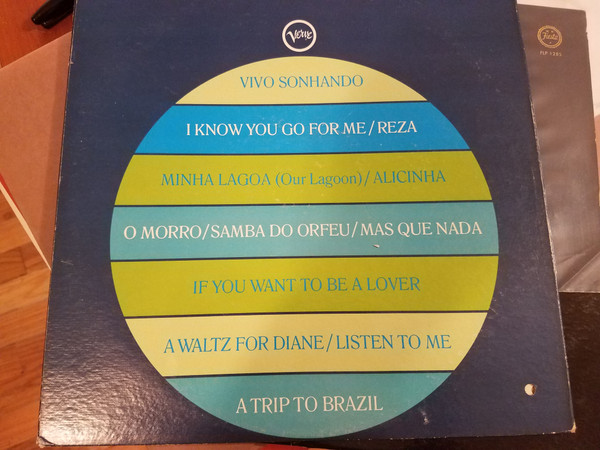 Verve
VIVO SONHANDO
I KNOW YOU GO FOR ME/REZA
MINHA LAGOA (Our Lagoon)/ALICINHA
O MORRO/SAMBA DO ORFEU/MAS QUE NADA
IF YOU WANT TO BE A LOVER
A WALTZ FOR DIANE/LISTEN TO ME
A TRIP TO BRAZIL
Fiesta